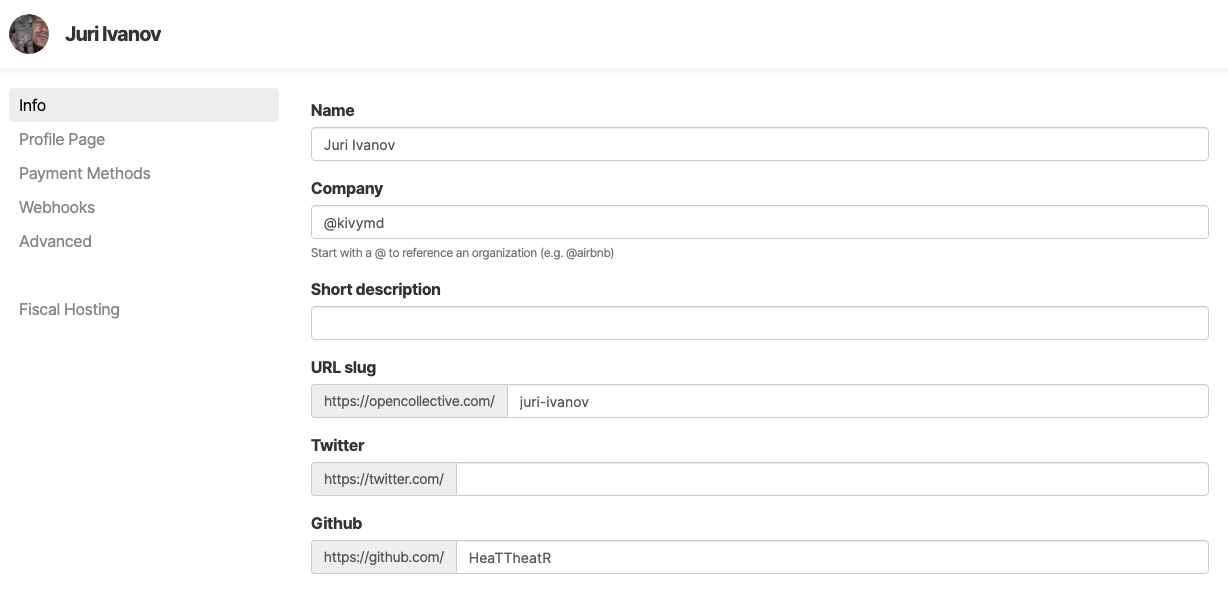 Juri Ivanov
Info
Profile Page
Payment Methods
Webhooks
Advanced
Fiscal Hosting
Name
Juri Ivanov
Company
@kivymd
Start with a @ to reference an organization (e.g. @airbnb)
Short description
URL slug
https://opencollective.com/ juri-ivanov
Twitter
https://twitter.com/
Github
https://github.com/ HeaTTheatR